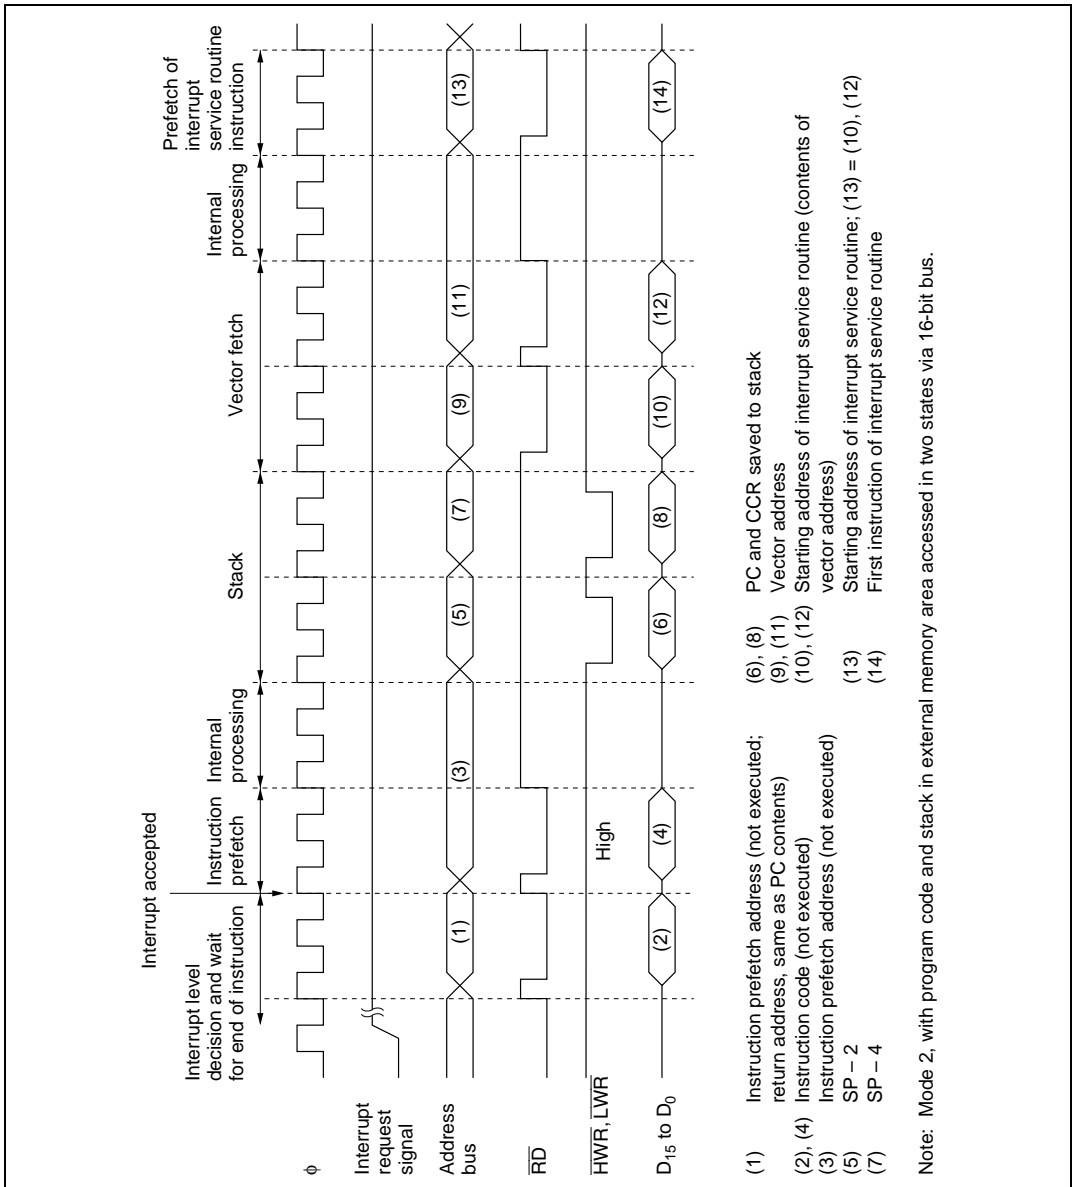 Interrupt accepted
Interrupt level
decision and wait
for end of instruction
Instruction
prefetch
Internal
processing
Stack
Vector fetch
Internal
processing
Prefetch of
interrupt
service routine
instruction
φ
Interrupt
request
signal
Address
bus
(1)
(3)
(5)
(7)
(9)
(11)
(13)
RD
HWR, LWR
High
D15 to D0
(2)
(4)
(6)
(8)
(10)
(12)
(14)
(1) Instruction prefetch address (not executed;
return address, same as PC contents)
(2), (4) Instruction code (not executed)
(3) Instruction prefetch address (not executed)
(5) SP – 2
(7) SP – 4
(6), (8) PC and CCR saved to stack
(9), (11) Vector address
(10), (12) Starting address of interrupt service routine (contents of
vector address)
(13) Starting address of interrupt service routine; (13) = (10), (12)
(14) First instruction of interrupt service routine
Note: Mode 2, with program code and stack in external memory area accessed in two states via 16-bit bus.